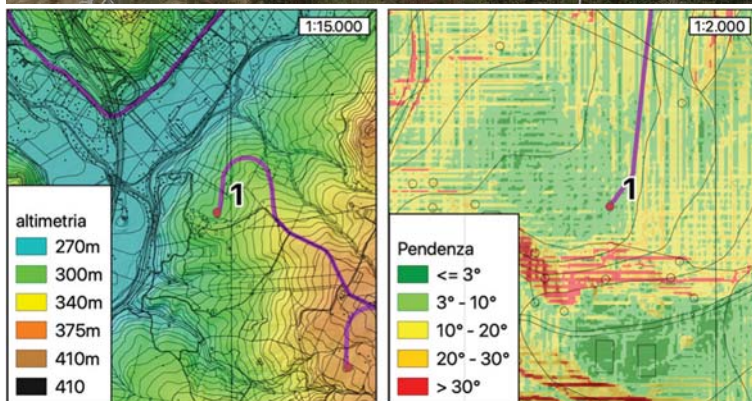 1:15.000
1
altimetria
270m
300m
340m
375m
410m
410
1:2.000
1
Pendenza
<= 3°
3° - 10°
10° - 20°
20° - 30°
> 30°